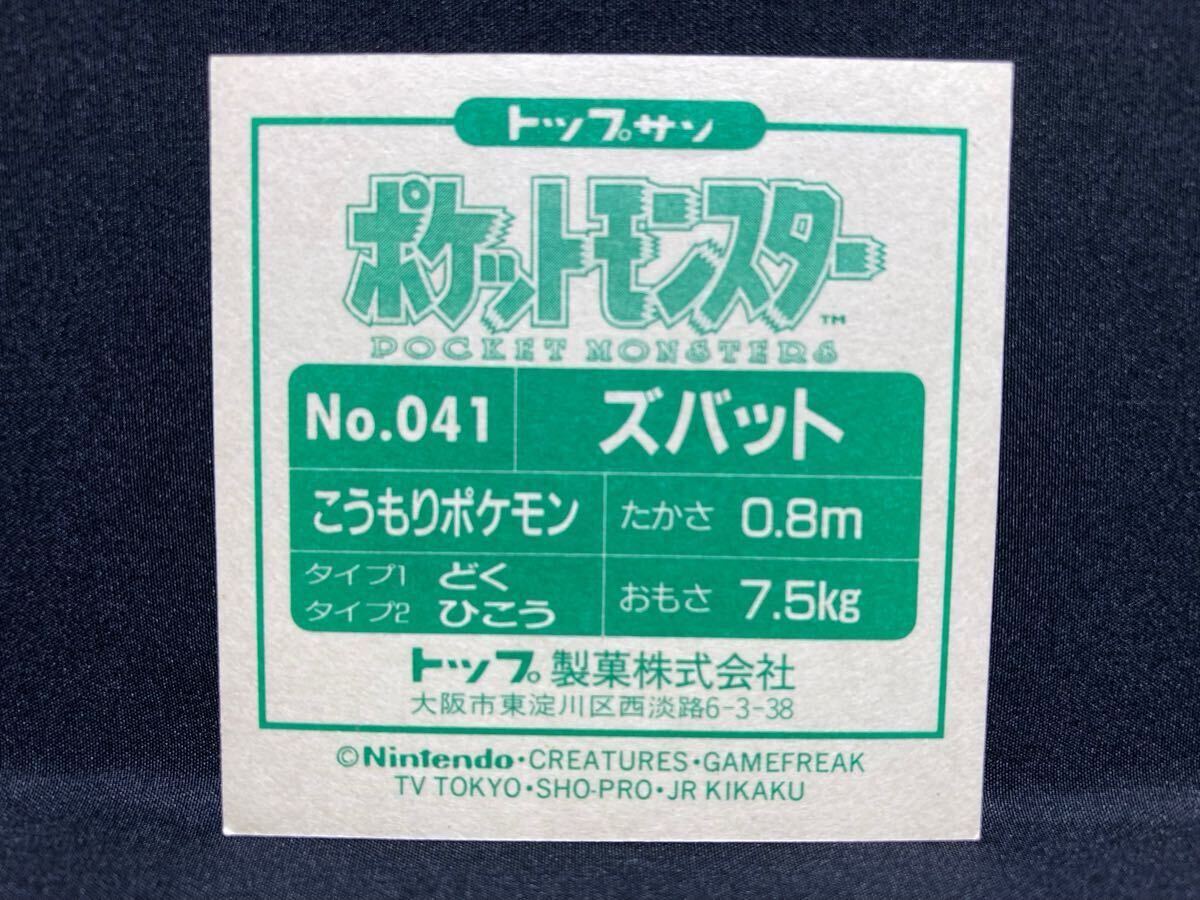 トップサン
ポケットモンスター™
POCKET MONSTERS
No.041 ズバット
こうもりポケモン たかさ 0.8m
タイプ1 どく
タイプ2 ひこう
おもさ 7.5kg
トップ。製菓株式会社
大阪市東淀川区西淡路6-3-38
©Nintendo・CREATURES・GAMEFREAK
TV TOKYO・SHO-PRO・JR KIKAKU